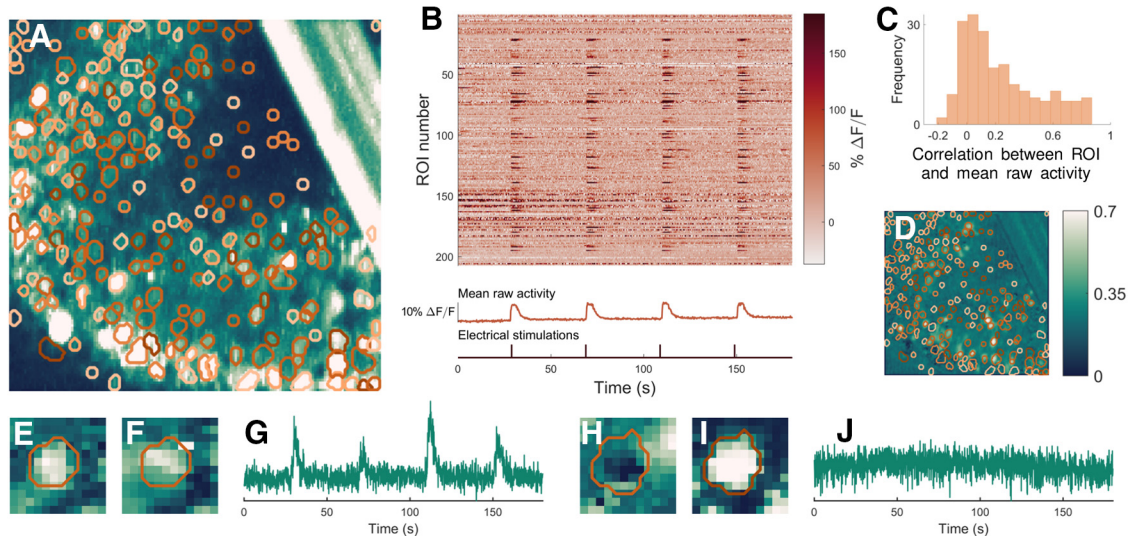 A
B
ROI number
50
100
150
200
150
100
50
0
% ΔF/F
Mean raw activity
10% ΔF/F
Electrical stimulations
0 50 100 150
Time (s)
C
Frequency
30
0
-0.2 0 0.2 0.6 1
Correlation between ROI
and mean raw activity
D
0.7
0.35
0
E
F
G
0 50 100 150
Time (s)
H
I
J
0 50 100 150
Time (s)